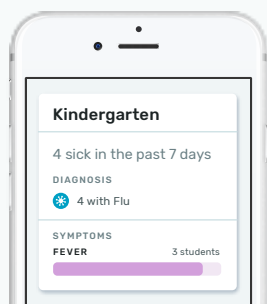 Kindergarten
4 sick in the past 7 days
DIAGNOSIS
4 with Flu
SYMPTOMS
FEVER 3 students